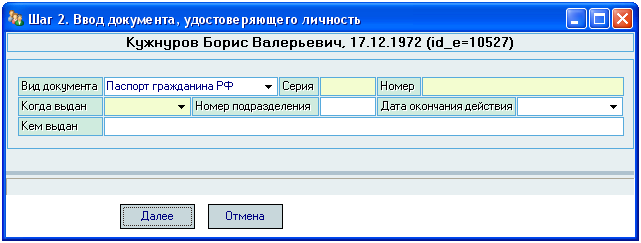 Шаг 2. Ввод документа, удостоверяющего личность
Кужнуров Борис Валерьевич, 17.12.1972 (id_e=10527)
Вид документа Паспорт гражданина РФ Серия Номер
Когда выдан Номер подразделения Дата окончания действия
Кем выдан
Далее Отмена